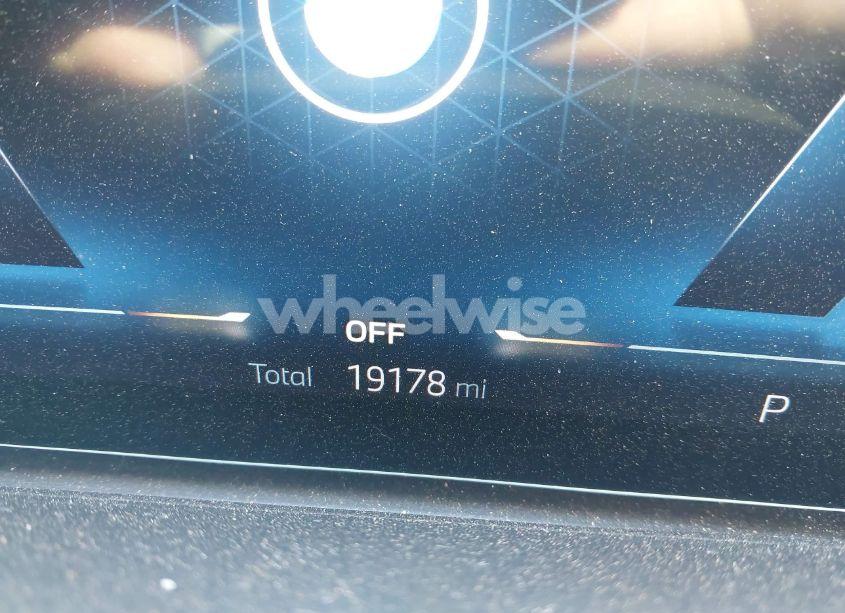 wheelwise
OFF
Total 19178 mi
P